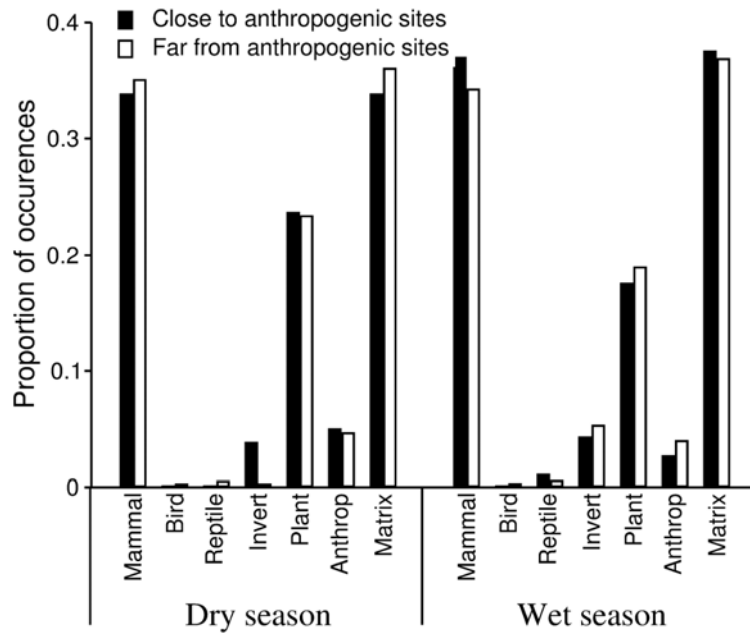 Close to anthropogenic sites
Far from anthropogenic sites
Proportion of occurences
0.4
0.3
0.2
0.1
0
Mammal
Bird
Reptile
Invert
Plant
Anthrop
Matrix
Mammal
Bird
Reptile
Invert
Plant
Anthrop
Matrix
Dry season
Wet season